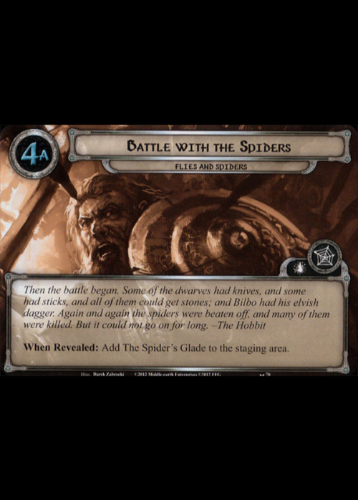 4A
BATTLE WITH THE SPIDERS
FLIES AND SPIDERS
Then the battle began. Some of the dwarves had knives, and some
had sticks, and all of them could get stones; and Bilbo had his elvish
dagger. Again and again the spiders were beaten off, and many of them
were killed. But it could not go on for long. –The Hobbit
When Revealed: Add The Spider's Glade to the staging area.
Illus. Borek Zabrocki ©2012 Middle-earth Enterprises ©2012 FFG